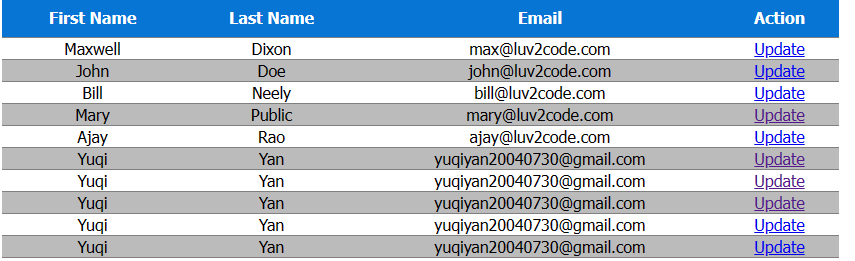 First Name Last Name Email Action
Maxwell Dixon max@luv2code.com Update
John Doe john@luv2code.com Update
Bill Neely bill@luv2code.com Update
Mary Public mary@luv2code.com Update
Ajay Rao ajay@luv2code.com Update
Yuqi Yan yuqiyan20040730@gmail.com Update
Yuqi Yan yuqiyan20040730@gmail.com Update
Yuqi Yan yuqiyan20040730@gmail.com Update
Yuqi Yan yuqiyan20040730@gmail.com Update
Yuqi Yan yuqiyan20040730@gmail.com Update